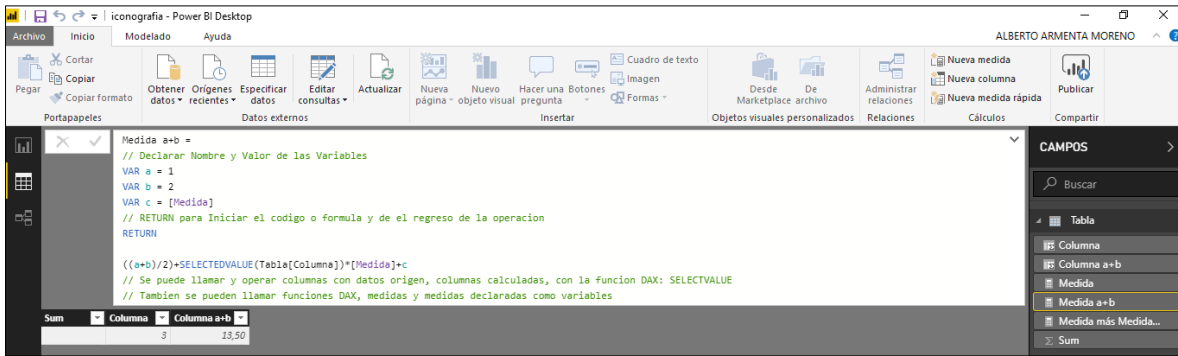 iconografia - Power BI Desktop
Archivo Inicio Modelado Ayuda ALBERTO ARMENTA MORENO
Pegar
Cortar
Copiar
Copiar formato
Portapapeles
Obtener datos
Orígenes recientes
Especificar datos
Editar consultas
Actualizar
Datos externos
Nueva página
Nuevo objeto visual
Hacer una pregunta
Botones
Cuadro de texto
Imagen
Formas
Insertar
Desde Marketplace
De archivo
Objetos visuales personalizados
Administrar relaciones
Relaciones
Nueva medida
Nueva columna
Nueva medida rápida
Cálculos
Publicar
Compartir
Medida a+b =
// Declarar Nombre y Valor de las Variables
VAR a = 1
VAR b = 2
VAR c = [Medida]
// RETURN para Iniciar el codigo o formula y de el regreso de la operacion
RETURN
((a+b)/2)+SELECTEDVALUE(Tabla[Columna])*[Medida]+c
// Se puede llamar y operar columnas con datos origen, columnas calculadas, con la funcion DAX: SELECTVALUE
// Tambien se pueden llamar funciones DAX, medidas y medidas declaradas como variables
Sum Columna Columna a+b
3 13,50
CAMPOS
Buscar
Tabla
Columna
Columna a+b
Medida
Medida a+b
Medida más Medida...
Sum